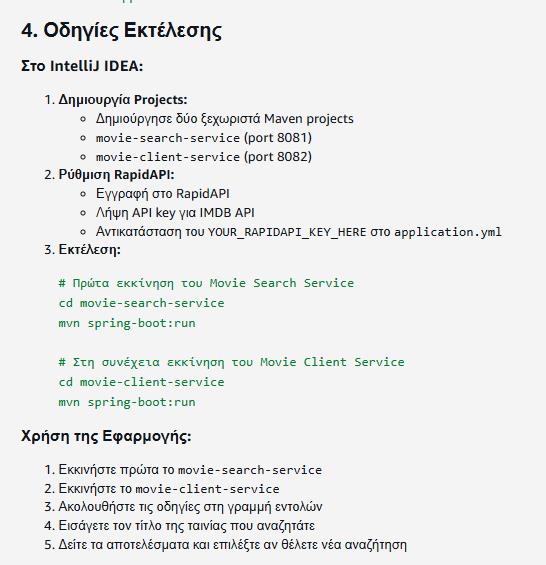 4. Οδηγίες Εκτέλεσης
Στο IntelliJ IDEA:
1. Δημιουργία Projects:
◦ Δημιούργησε δύο ξεχωριστά Maven projects
◦ movie-search-service (port 8081)
◦ movie-client-service (port 8082)
2. Ρύθμιση RapidAPI:
◦ Εγγραφή στο RapidAPI
◦ Λήψη API key για IMDB API
◦ Αντικατάσταση του YOUR_RAPIDAPI_KEY_HERE στο application.yml
3. Εκτέλεση:
# Πρώτα εκκίνηση του Movie Search Service
cd movie-search-service
mvn spring-boot:run
# Στη συνέχεια εκκίνηση του Movie Client Service
cd movie-client-service
mvn spring-boot:run
Χρήση της Εφαρμογής:
1. Εκκινήστε πρώτα το movie-search-service
2. Εκκινήστε το movie-client-service
3. Ακολουθήστε τις οδηγίες στη γραμμή εντολών
4. Εισάγετε τον τίτλο της ταινίας που αναζητάτε
5. Δείτε τα αποτελέσματα και επιλέξτε αν θέλετε νέα αναζήτηση